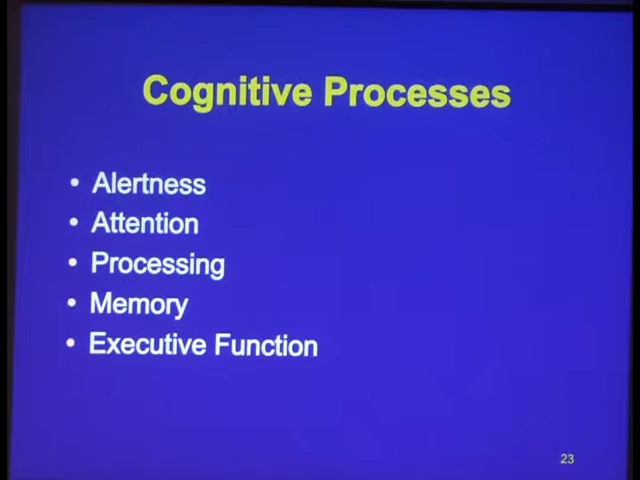 Cognitive Processes
• Alertness
• Attention
• Processing
• Memory
• Executive Function
23